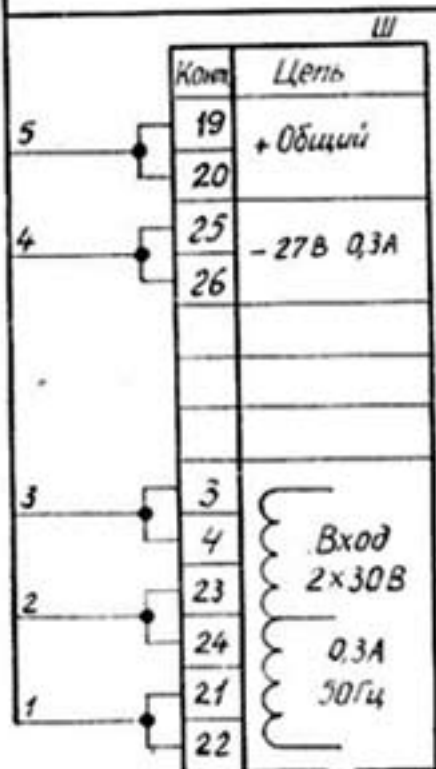 Ш
Конт. Цепь
5 19 + Общий
20
4 25 - 27В 0,3А
26
3 3
4 Вход
23 2×30В
2 24 0,3А
21 50Гц
1 22